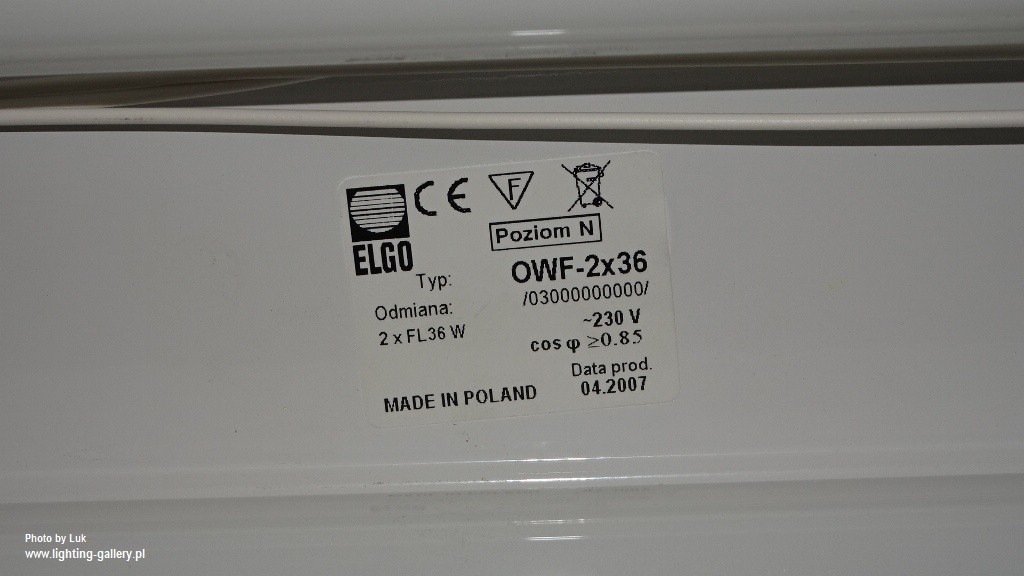 CE F
ELGO
Poziom N
Typ: OWF-2x36
/03000000000/
Odmiana:
2 x FL36 W
~230 V
cos φ ≥0.85
Data prod.
04.2007
MADE IN POLAND
Photo by Luk
www.lighting-gallery.pl